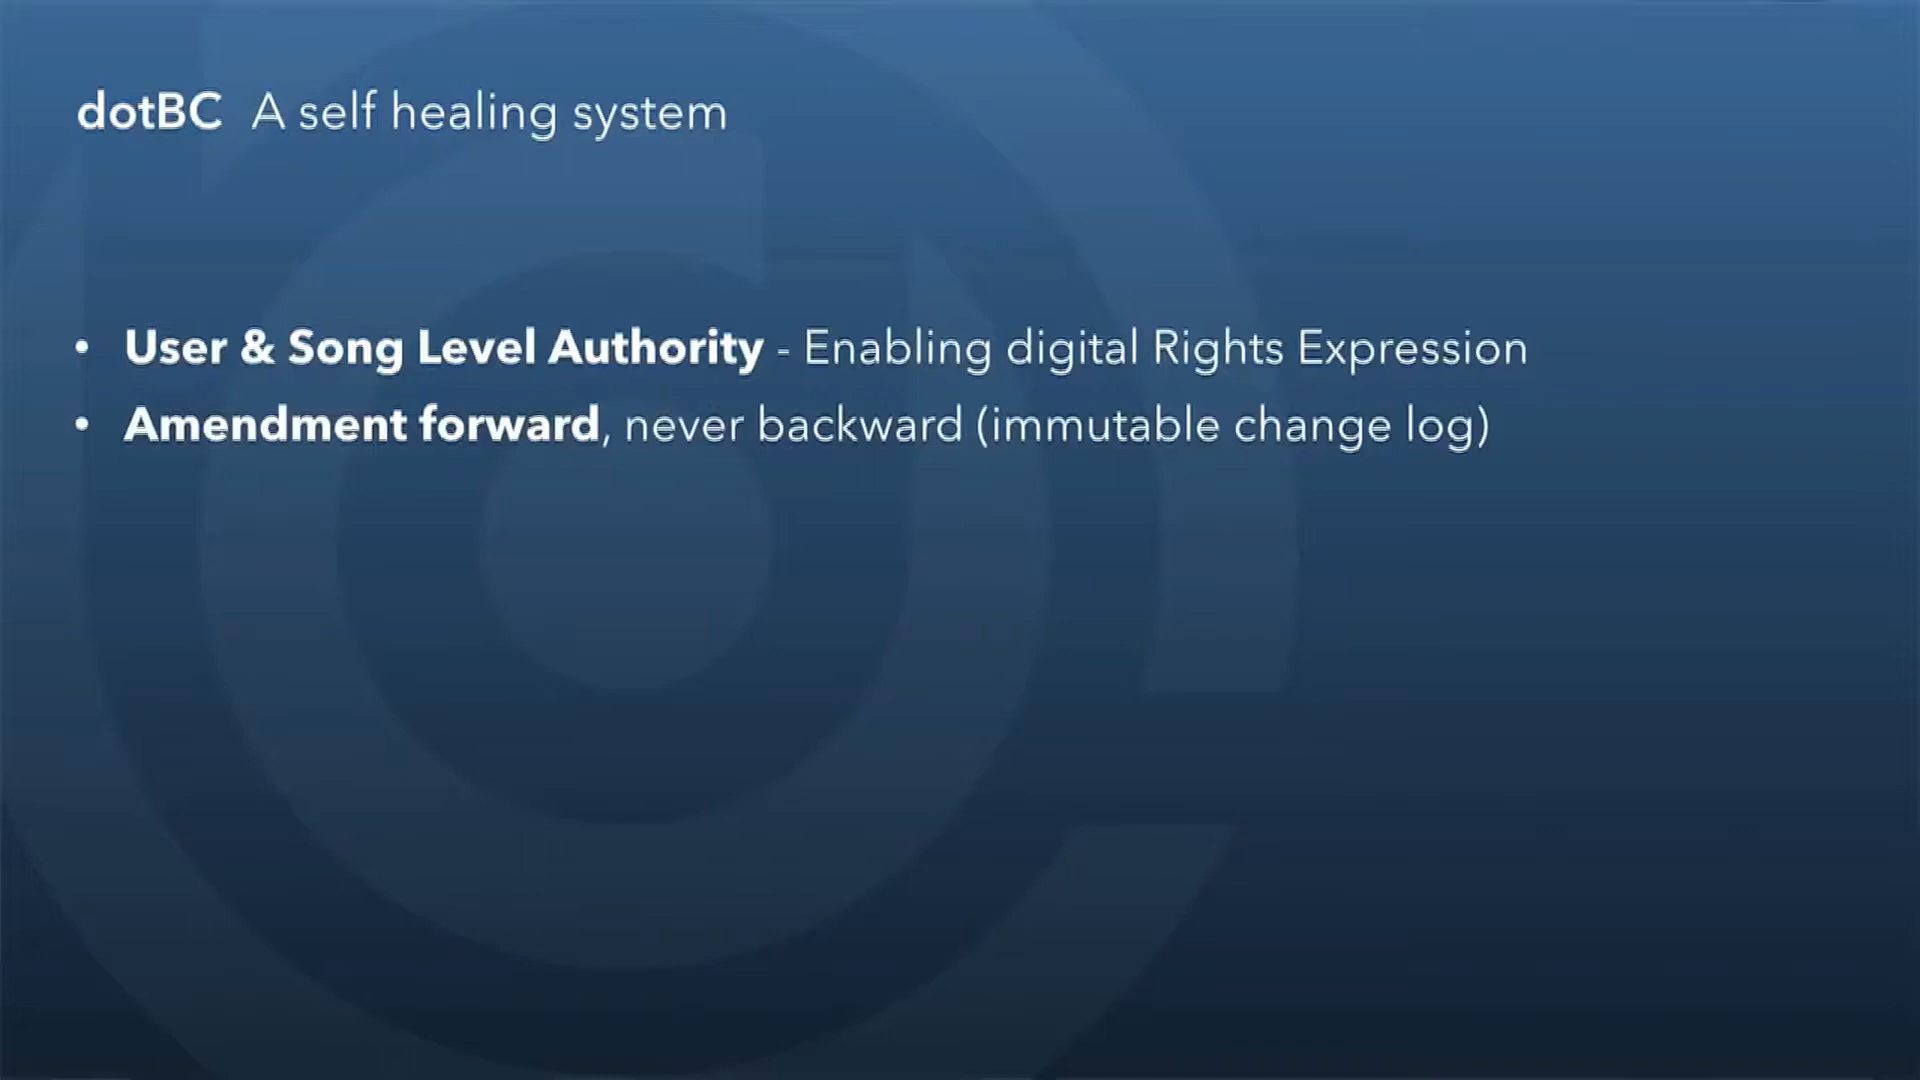 dotBC A self healing system
• User & Song Level Authority - Enabling digital Rights Expression
• Amendment forward, never backward (immutable change log)